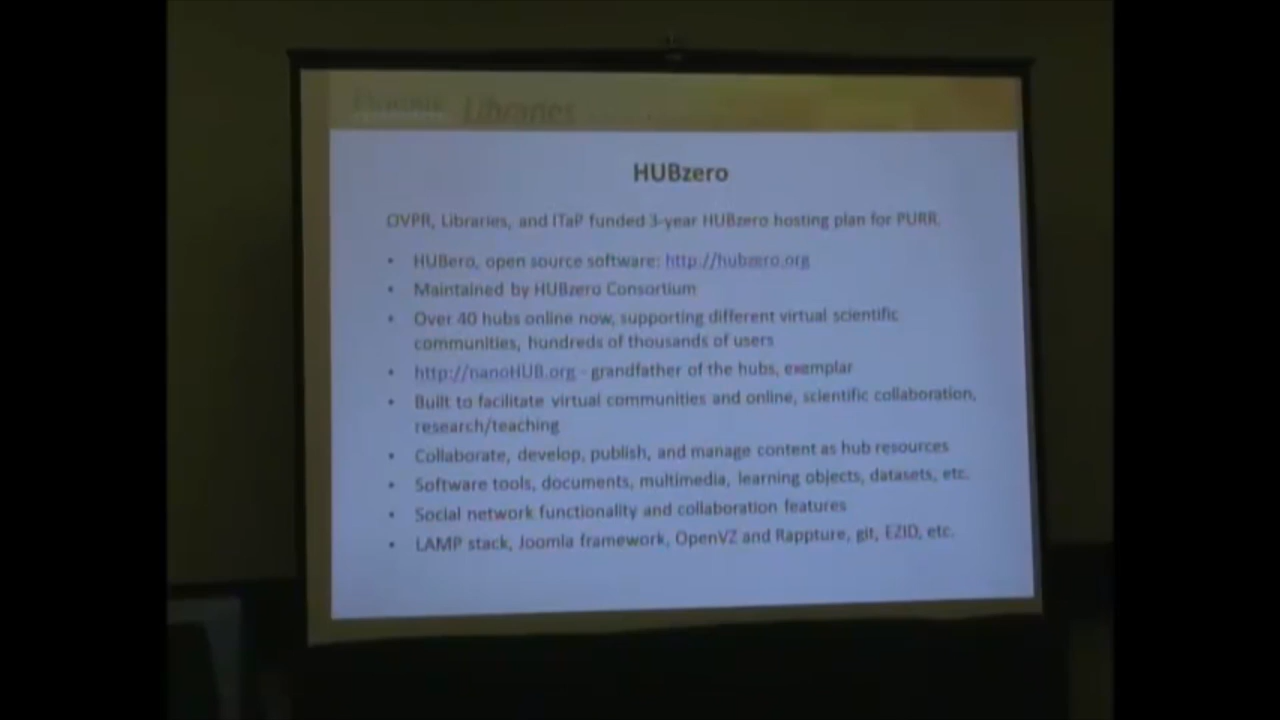 Libraries
HUBzero
OVPR, Libraries, and ITaP funded 3-year HUBzero hosting plan for PURR.
• HUBero, open source software: http://hubzero.org
• Maintained by HUBzero Consortium
• Over 40 hubs online now, supporting different virtual scientific
communities, hundreds of thousands of users
• http://nanoHUB.org - grandfather of the hubs, exemplar
• Built to facilitate virtual communities and online, scientific collaboration,
research/teaching
• Collaborate, develop, publish, and manage content as hub resources
• Software tools, documents, multimedia, learning objects, datasets, etc.
• Social network functionality and collaboration features
• LAMP stack, Joomla framework, OpenVZ and Rappture, git, EZID, etc.